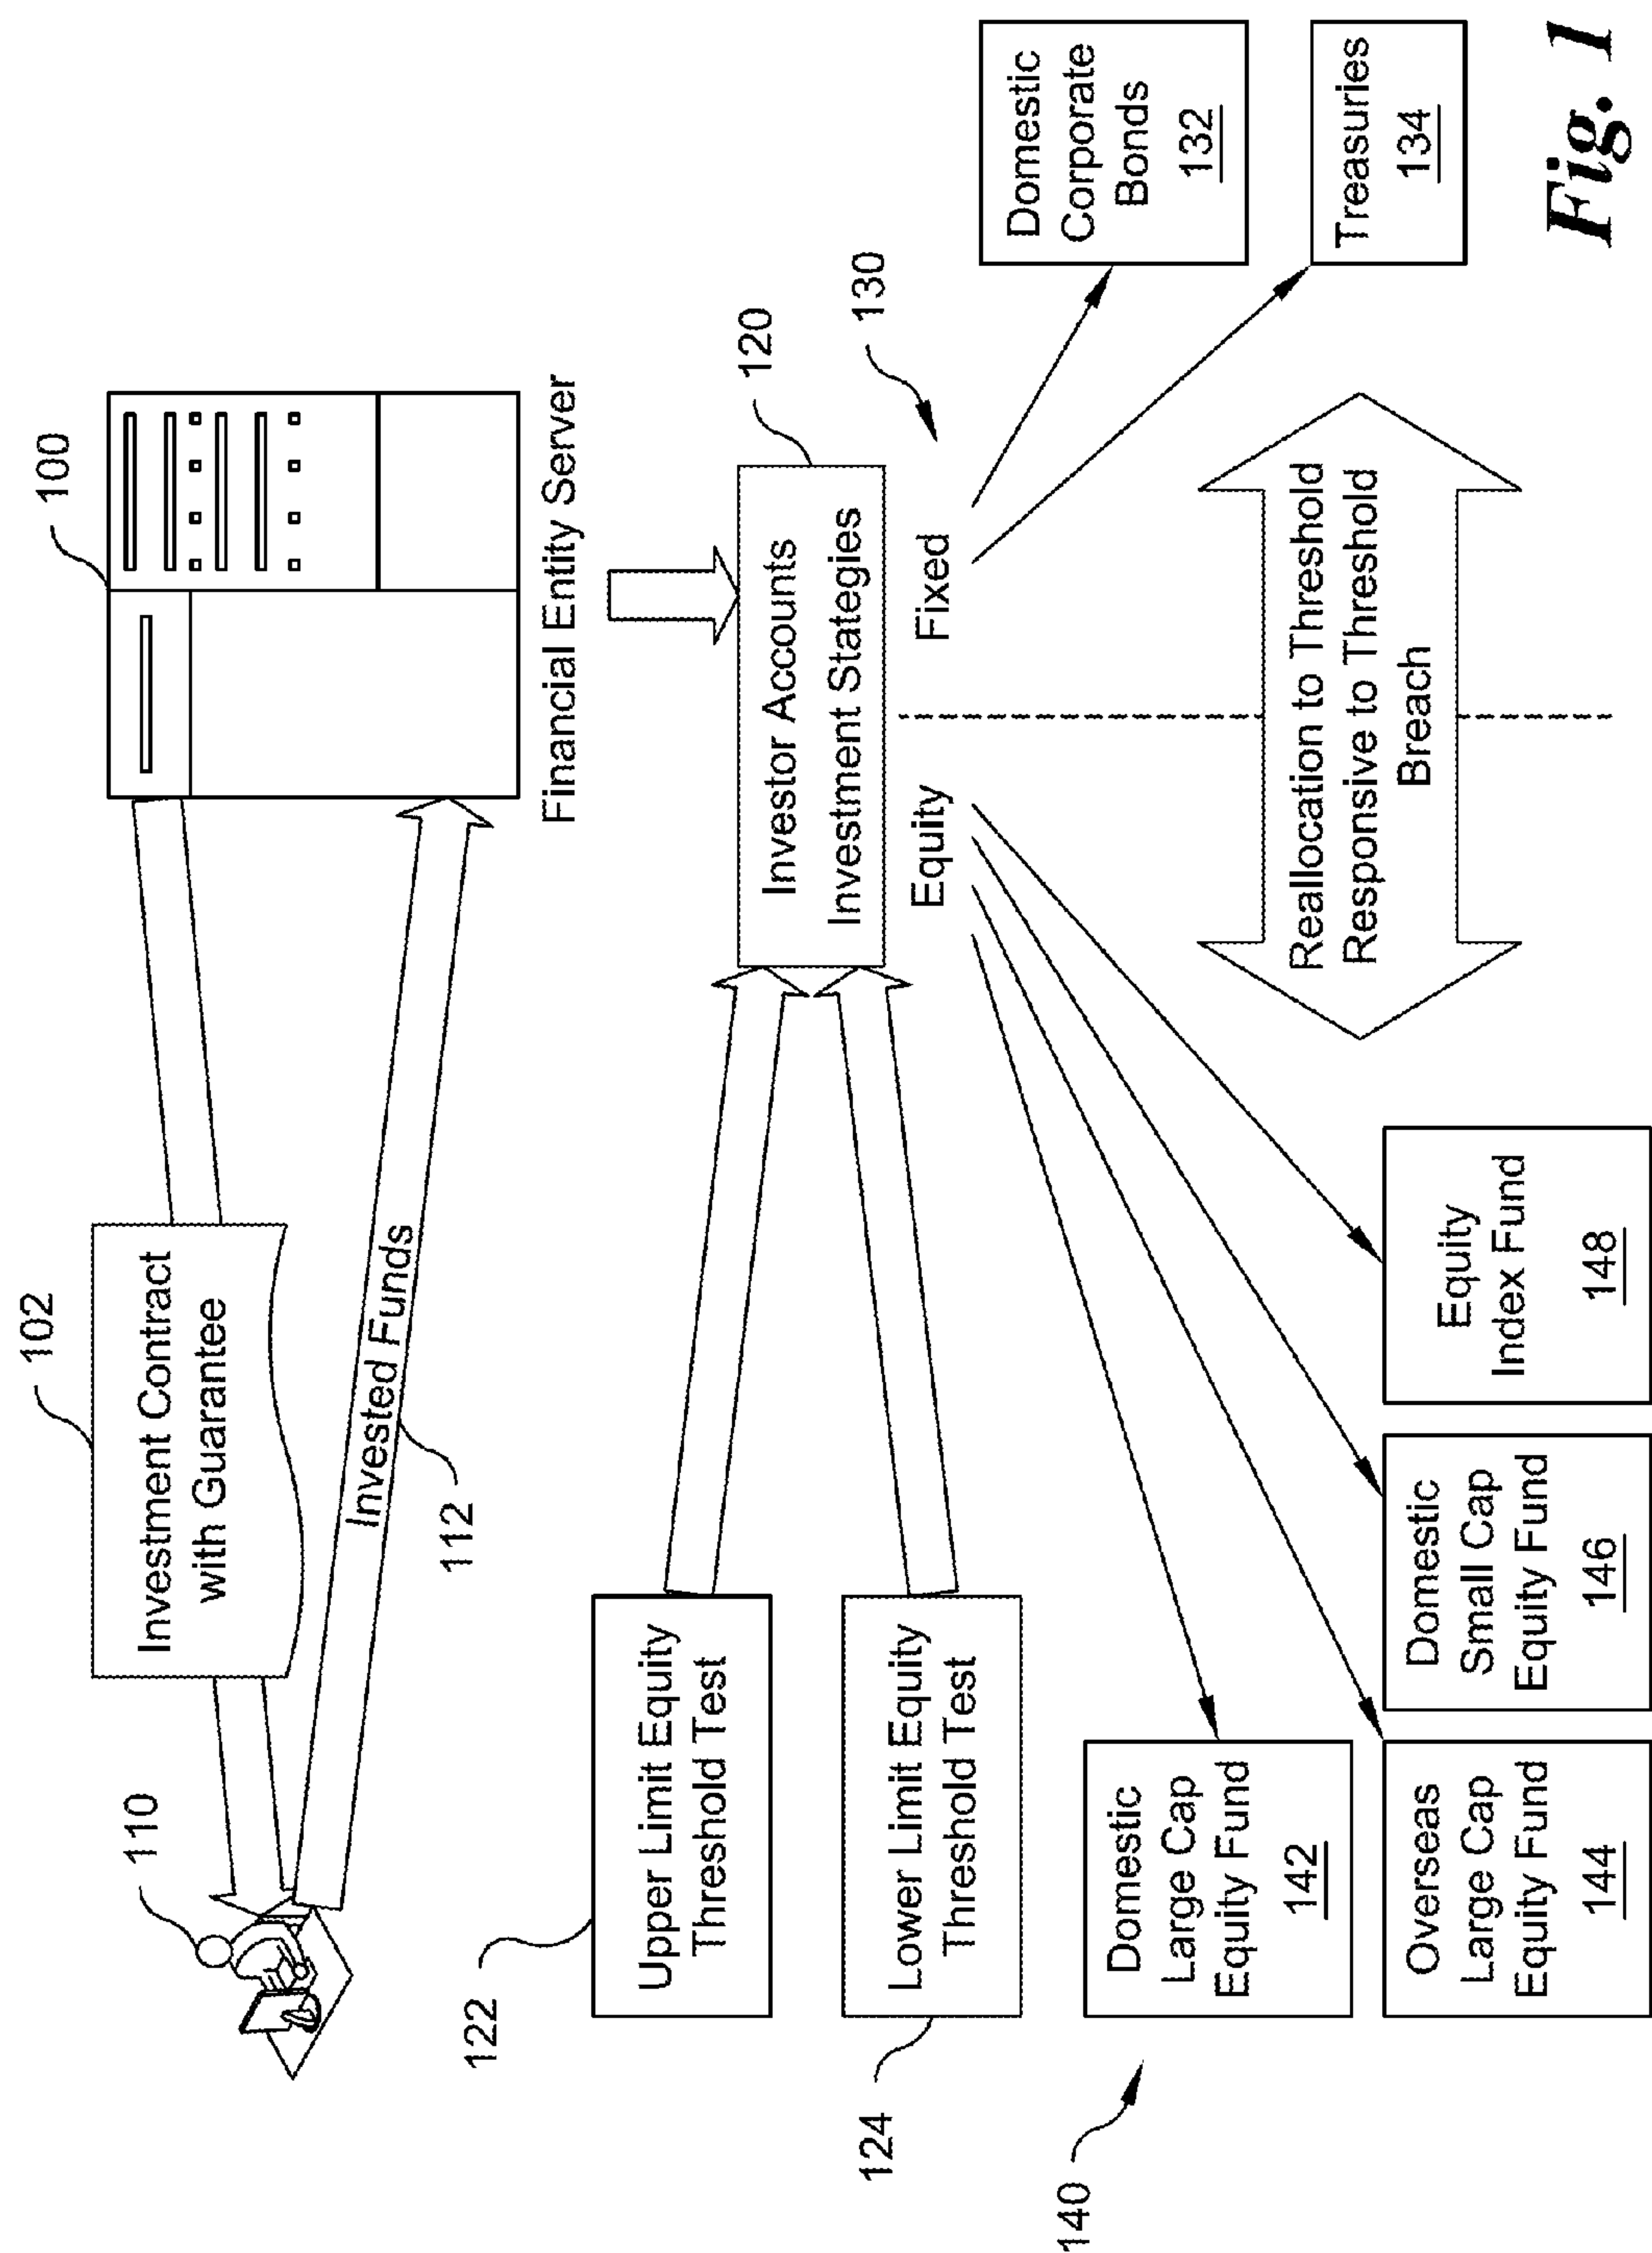 100
102
Investment Contract
with Guarantee
110
Invested Funds
112
Financial Entity Server
122
Upper Limit Equity
Threshold Test
120
Investor Accounts
Investment Stategies
124
Lower Limit Equity
Threshold Test
Equity
Fixed
130
140
Domestic
Large Cap
Equity Fund
142
Domestic
Corporate
Bonds
132
Reallocation to Threshold
Responsive to Threshold
Breach
Treasuries
134
Overseas
Large Cap
Equity Fund
144
Domestic
Small Cap
Equity Fund
146
Equity
Index Fund
148
Fig. 1